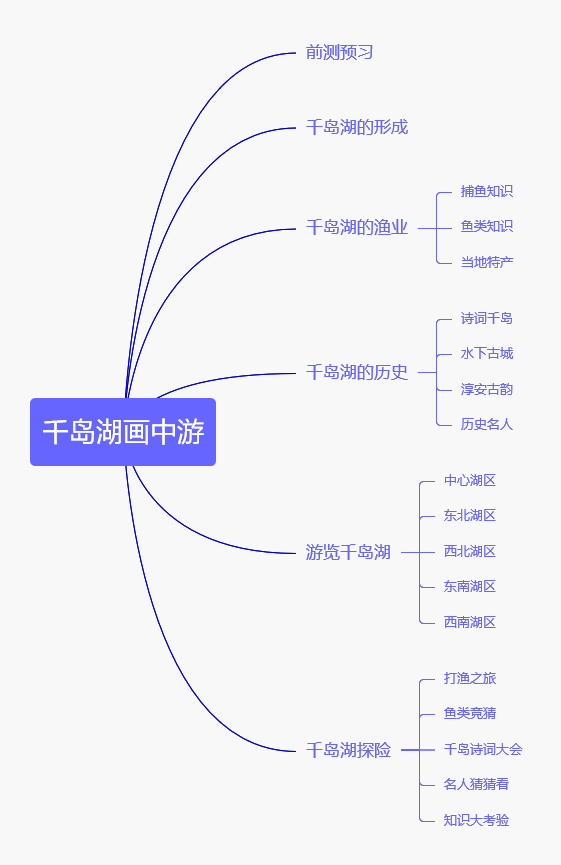 千岛湖画中游
前测预习
千岛湖的形成
千岛湖的渔业
捕鱼知识
鱼类知识
当地特产
千岛湖的历史
诗词千岛
水下古城
淳安古韵
历史名人
游览千岛湖
中心湖区
东北湖区
西北湖区
东南湖区
西南湖区
千岛湖探险
打渔之旅
鱼类竞猜
千岛诗词大会
名人猜猜看
知识大考验